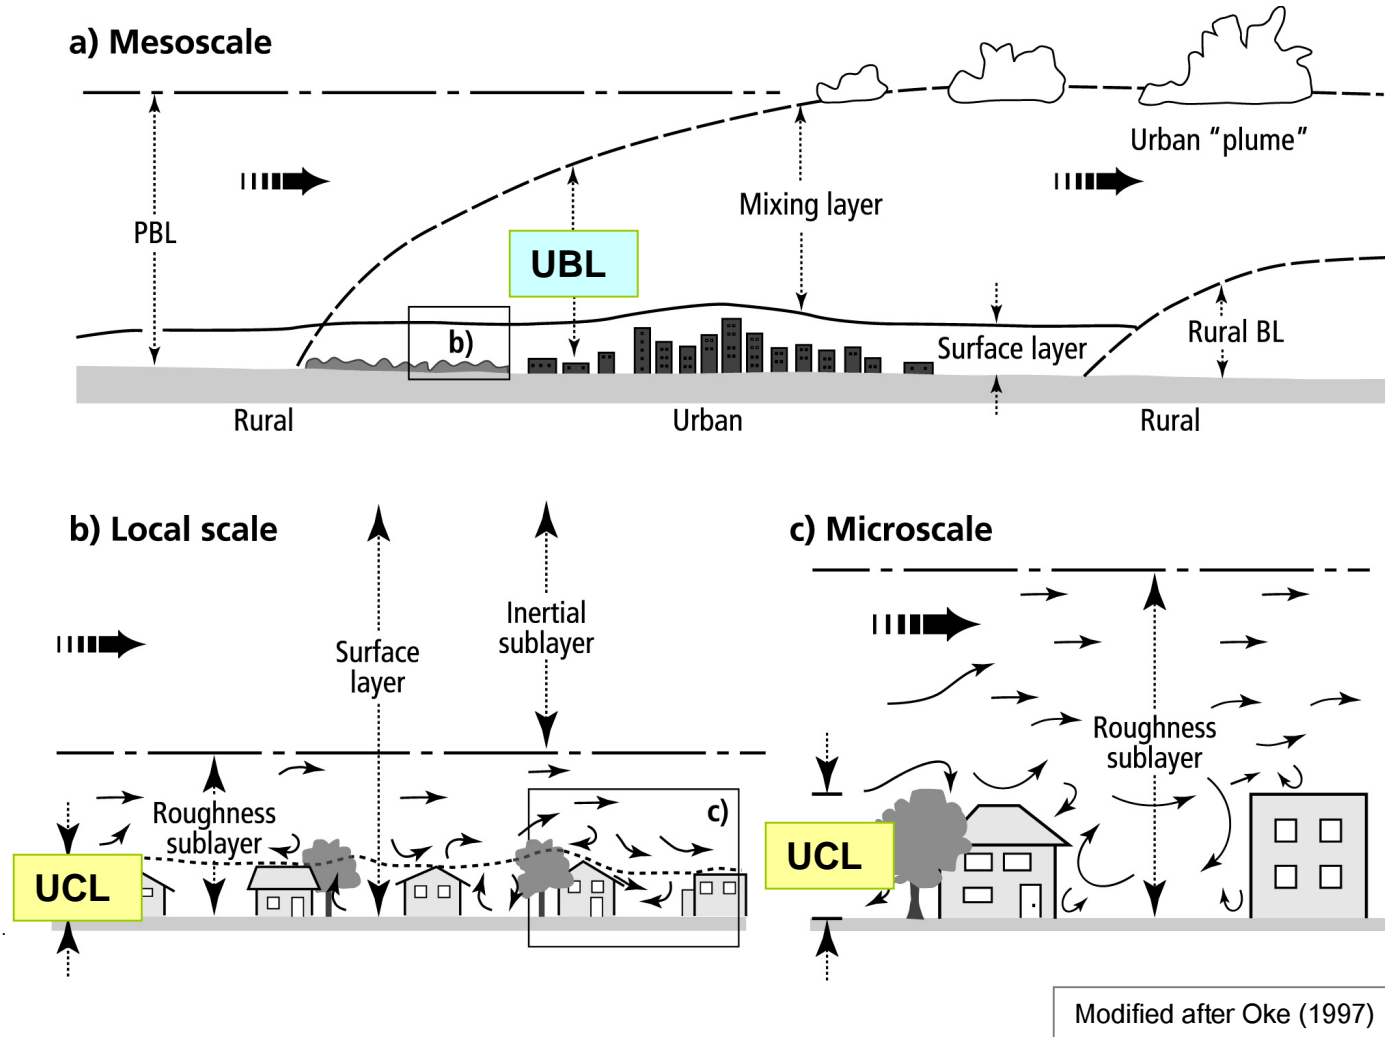 a) Mesoscale
Urban “plume”
PBL
Mixing layer
UBL
b)
Surface layer
Rural BL
Rural
Urban
Rural
b) Local scale
Inertial
sublayer
Surface
layer
Roughness
sublayer
c)
UCL
c) Microscale
Roughness
sublayer
UCL
Modified after Oke (1997)